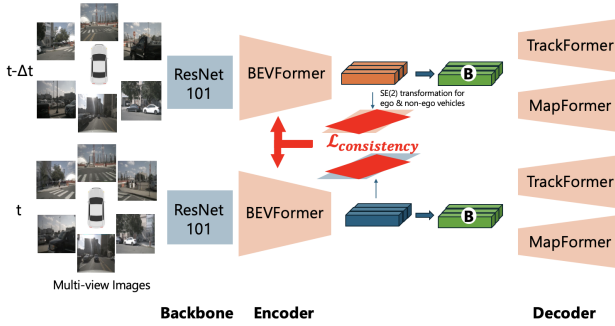 t-Δt
ResNet
101
BEVFormer
B
TrackFormer
MapFormer
SE(2) transformation for
ego & non-ego vehicles
ℒconsistency
t
ResNet
101
BEVFormer
B
TrackFormer
MapFormer
Multi-view Images
Backbone
Encoder
Decoder